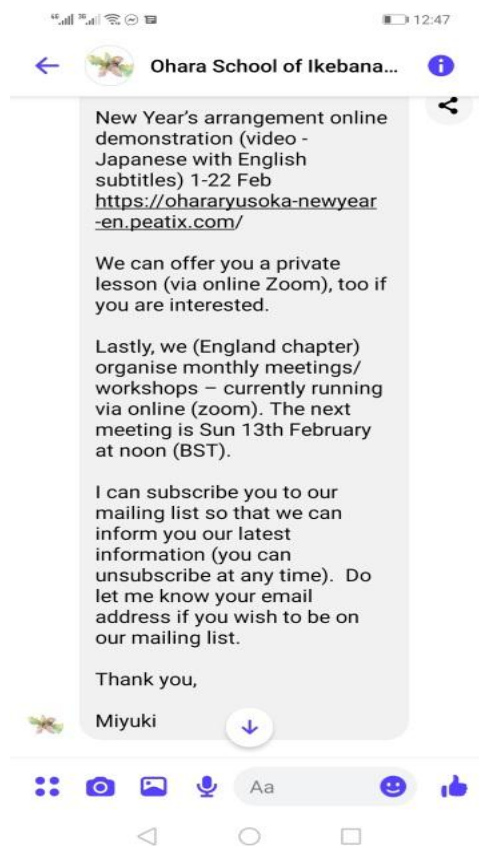 4G 3G 12:47
Ohara School of Ikebana...
New Year's arrangement online
demonstration (video -
Japanese with English
subtitles) 1-22 Feb
https://ohararyusoka-newyear
-en.peatix.com/
We can offer you a private
lesson (via online Zoom), too if
you are interested.
Lastly, we (England chapter)
organise monthly meetings/
workshops – currently running
via online (zoom). The next
meeting is Sun 13th February
at noon (BST).
I can subscribe you to our
mailing list so that we can
inform you our latest
information (you can
unsubscribe at any time).  Do
let me know your email
address if you wish to be on
our mailing list.
Thank you,
Miyuki
Aa